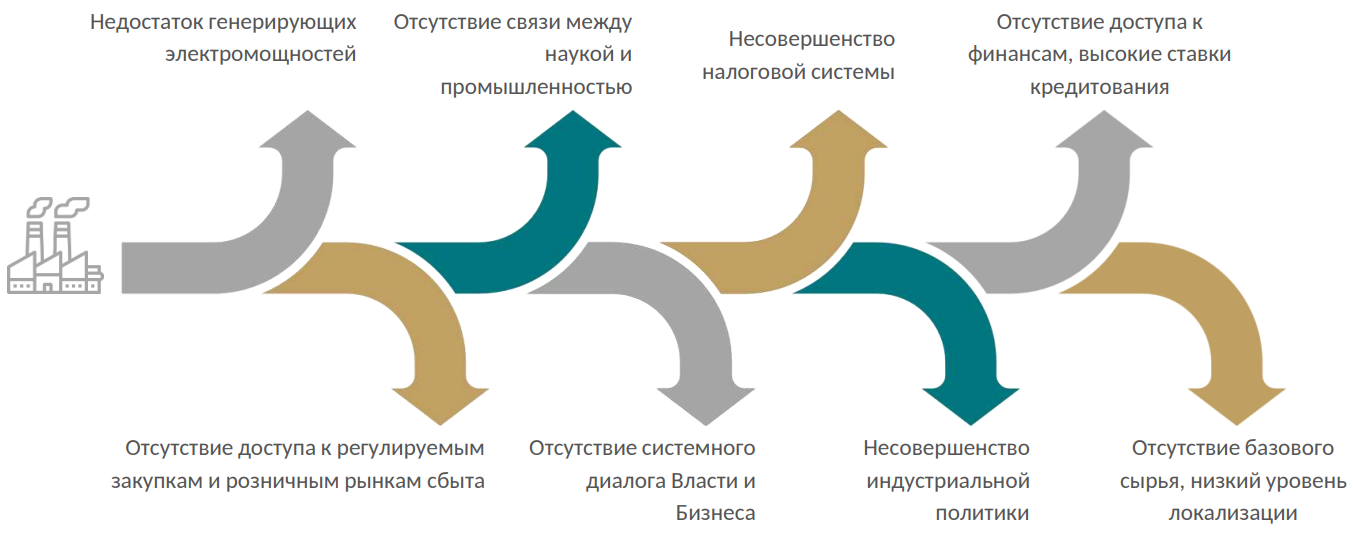 Недостаток генерирующих
электромощностей
Отсутствие связи между
наукой и
промышленностью
Несовершенство
налоговой системы
Отсутствие доступа к
финансам, высокие ставки
кредитования
Отсутствие доступа к регулируемым
закупкам и розничным рынкам сбыта
Отсутствие системного
диалога Власти и
Бизнеса
Несовершенство
индустриальной
политики
Отсутствие базового
сырья, низкий уровень
локализации